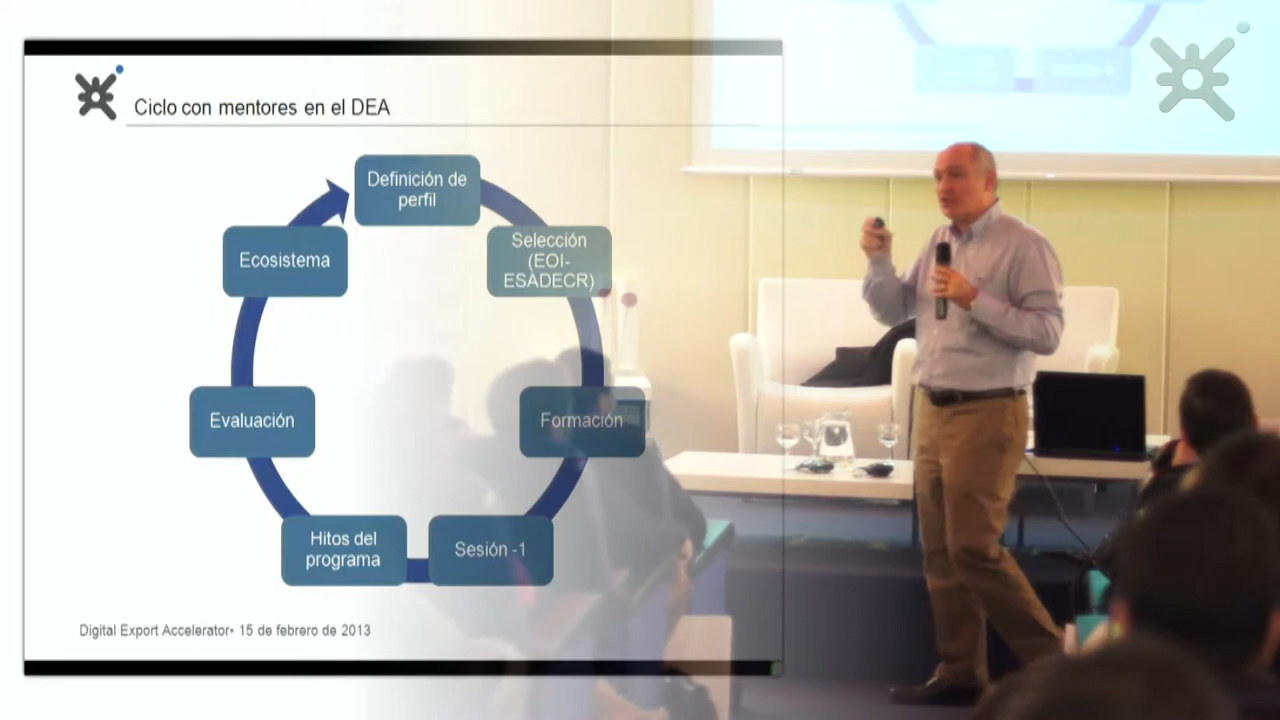 Ciclo con mentores en el DEA
Definición de
perfil
Selección
(EOI-
ESADECR)
Ecosistema
Evaluación
Formación
Hitos del
programa
Sesión -1
Digital Export Accelerator• 15 de febrero de 2013